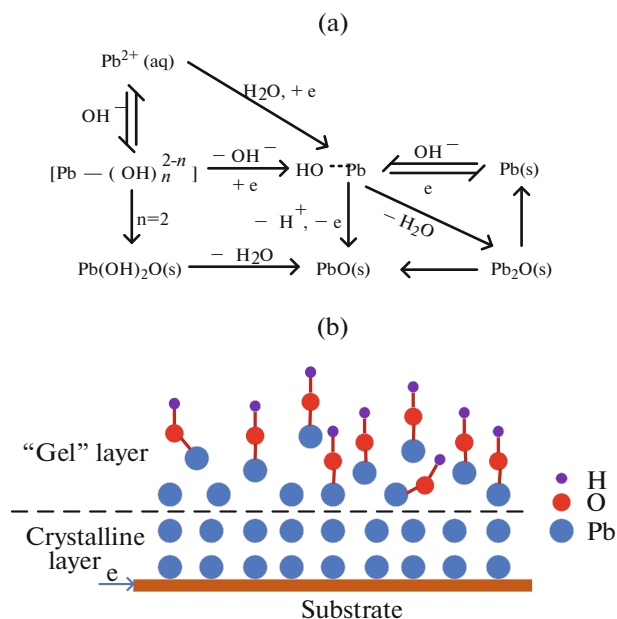 (a)
Pb²⁺ (aq)
H₂O, + e
OH⁻
[Pb — ( OH) ₙ²⁻ⁿ ]
− OH⁻
+ e
HO ---- Pb
OH⁻
e
Pb(s)
n=2
− H⁺, − e
− H₂O
Pb(OH)₂O(s)
− H₂O
PbO(s)
Pb₂O(s)
(b)
“Gel” layer
H
O
Pb
Crystalline
layer
e
Substrate